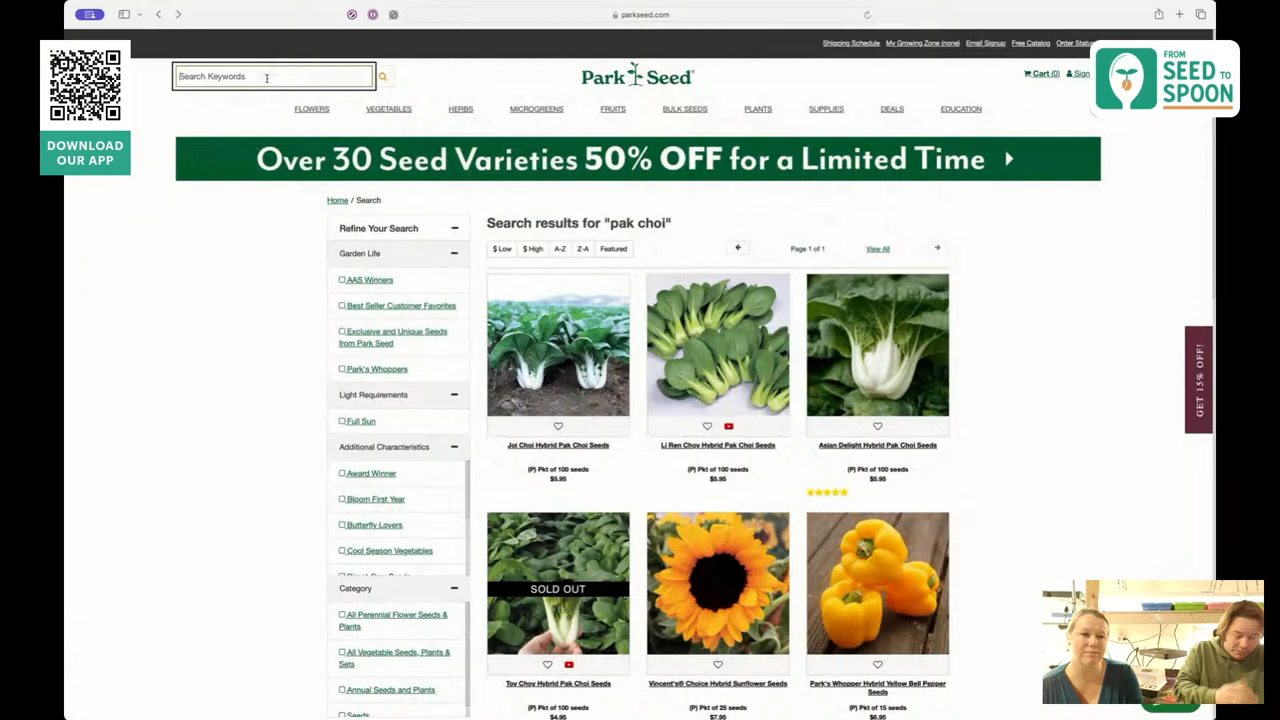 parkseed.com
Shipping Schedule My Growing Zone (none) Email Signup Free Catalog Order Status
FROM
SEED
TO
SPOON
Search Keywords
Park Seed
Cart (0) Sign
DOWNLOAD
OUR APP
FLOWERS VEGETABLES HERBS MICROGREENS FRUITS BULK SEEDS PLANTS SUPPLIES DEALS EDUCATION
Over 30 Seed Varieties 50% OFF for a Limited Time
Home / Search
Refine Your Search
Garden Life
AAS Winners
Best Seller Customer Favorites
Exclusive and Unique Seeds
from Park Seed
Park's Whoppers
Light Requirements
Full Sun
Additional Characteristics
Award Winner
Bloom First Year
Butterfly Lovers
Cool Season Vegetables
Category
All Perennial Flower Seeds &
Plants
All Vegetable Seeds, Plants &
Sets
Annual Seeds and Plants
Seeds
Search results for "pak choi"
$ Low $ High A-Z Z-A Featured
Page 1 of 1
View All
Joi Choi Hybrid Pak Choi Seeds
(P) Pkt of 100 seeds
$5.95
Li Ren Choy Hybrid Pak Choi Seeds
(P) Pkt of 100 seeds
$5.95
Asian Delight Hybrid Pak Choi Seeds
(P) Pkt of 100 seeds
$5.95
SOLD OUT
Toy Choy Hybrid Pak Choi Seeds
(P) Pkt of 100 seeds
$4.95
Vincent's® Choice Hybrid Sunflower Seeds
(P) Pkt of 25 seeds
$7.95
Park's Whopper Hybrid Yellow Bell Pepper
Seeds
(P) Pkt of 15 seeds
$6.95
GET 15% OFF!